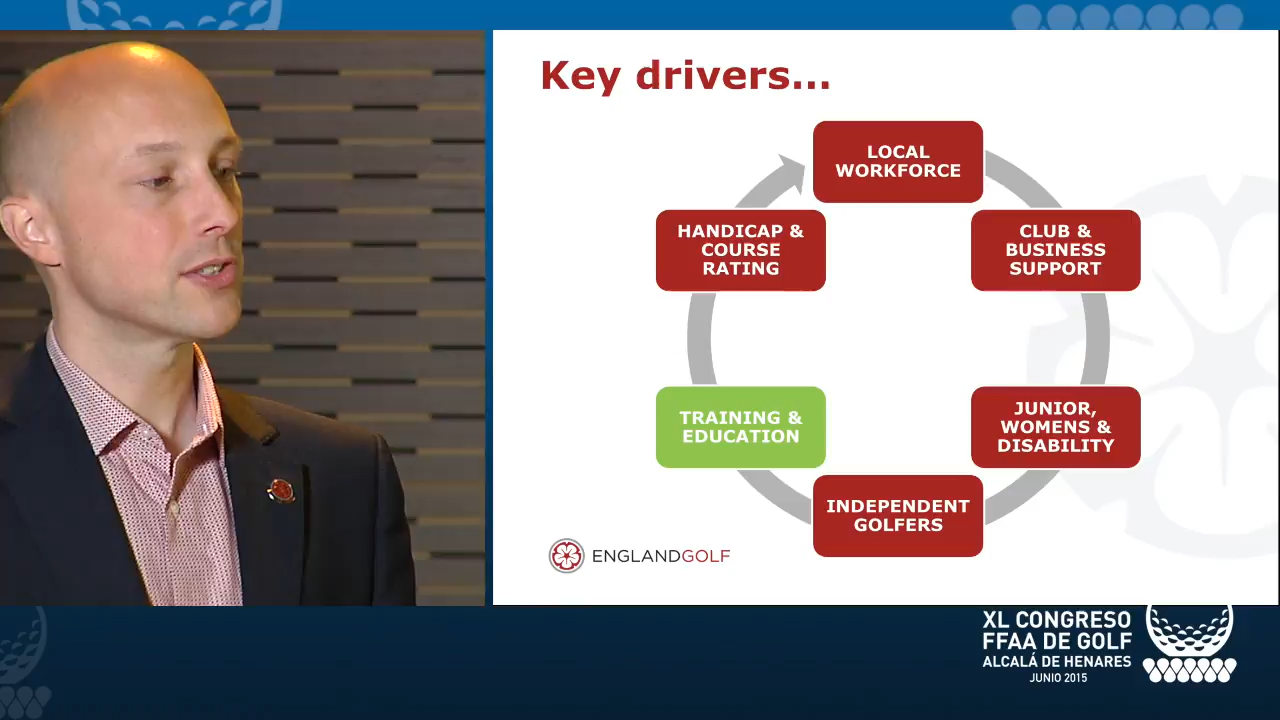 Key drivers...
LOCAL
WORKFORCE
CLUB &
BUSINESS
SUPPORT
JUNIOR,
WOMENS &
DISABILITY
INDEPENDENT
GOLFERS
TRAINING &
EDUCATION
HANDICAP &
COURSE
RATING
ENGLANDGOLF
XL CONGRESO
FFAA DE GOLF
ALCALÁ DE HENARES
JUNIO 2015